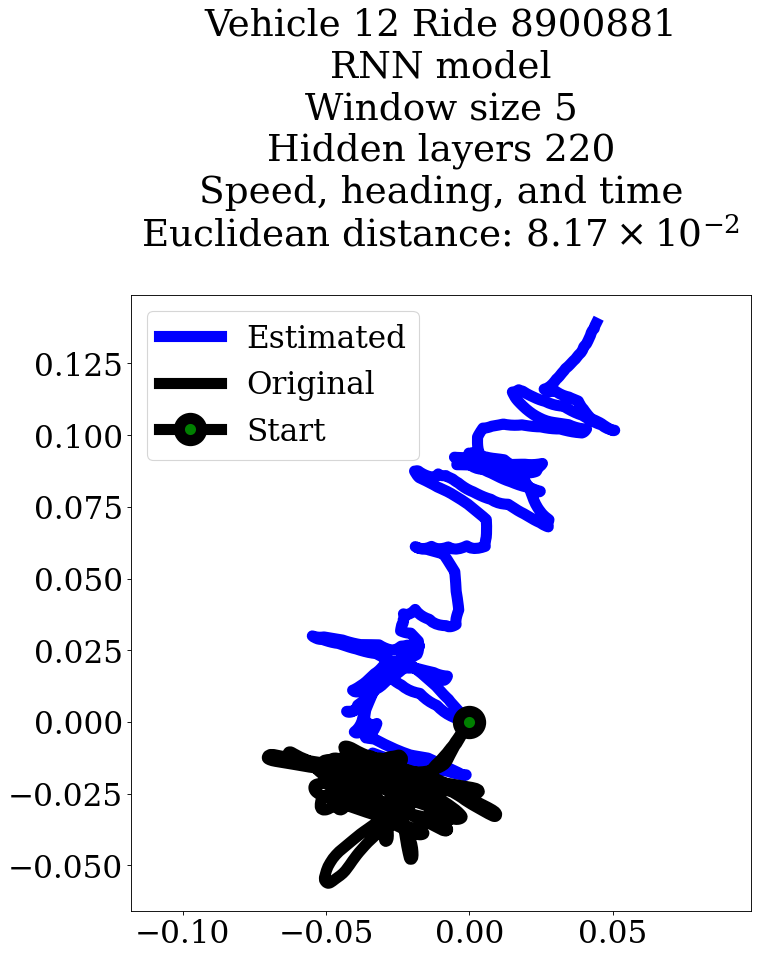 Vehicle 12 Ride 8900881
RNN model
Window size 5
Hidden layers 220
Speed, heading, and time
Euclidean distance: 8.17 × 10⁻²
Estimated
Original
Start
0.125
0.100
0.075
0.050
0.025
0.000
−0.025
−0.050
−0.10 −0.05 0.00 0.05